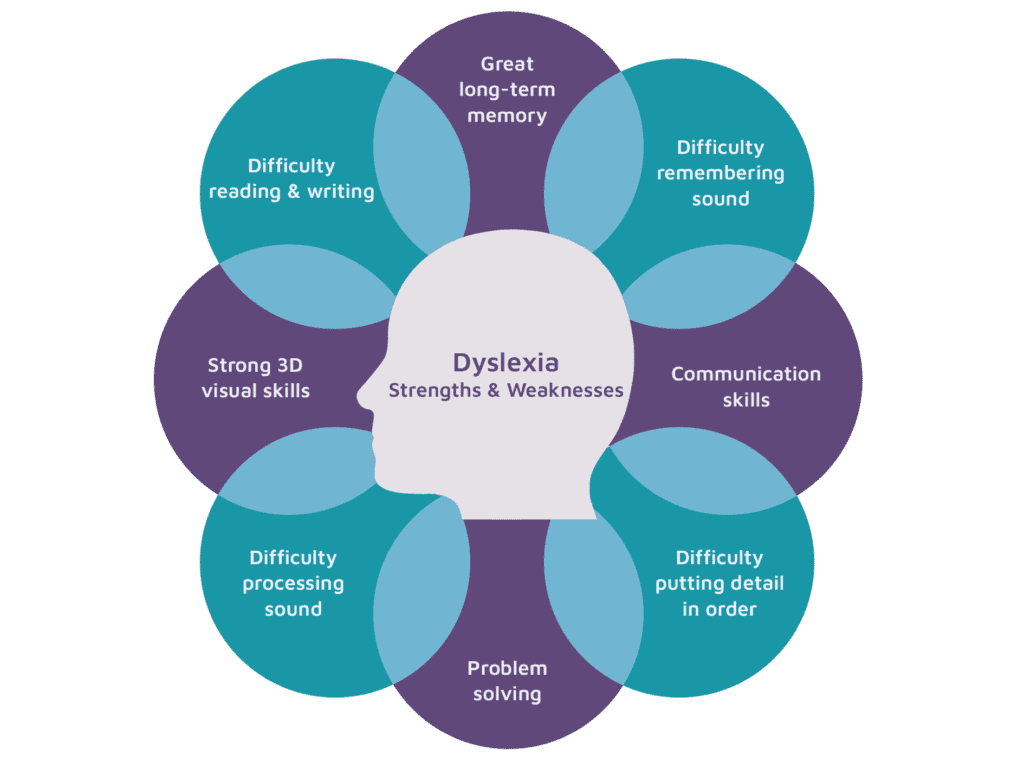 Great
long-term
memory
Difficulty
remembering
sound
Communication
skills
Difficulty
putting detail
in order
Problem
solving
Difficulty
processing
sound
Strong 3D
visual skills
Difficulty
reading & writing
Dyslexia
Strengths & Weaknesses